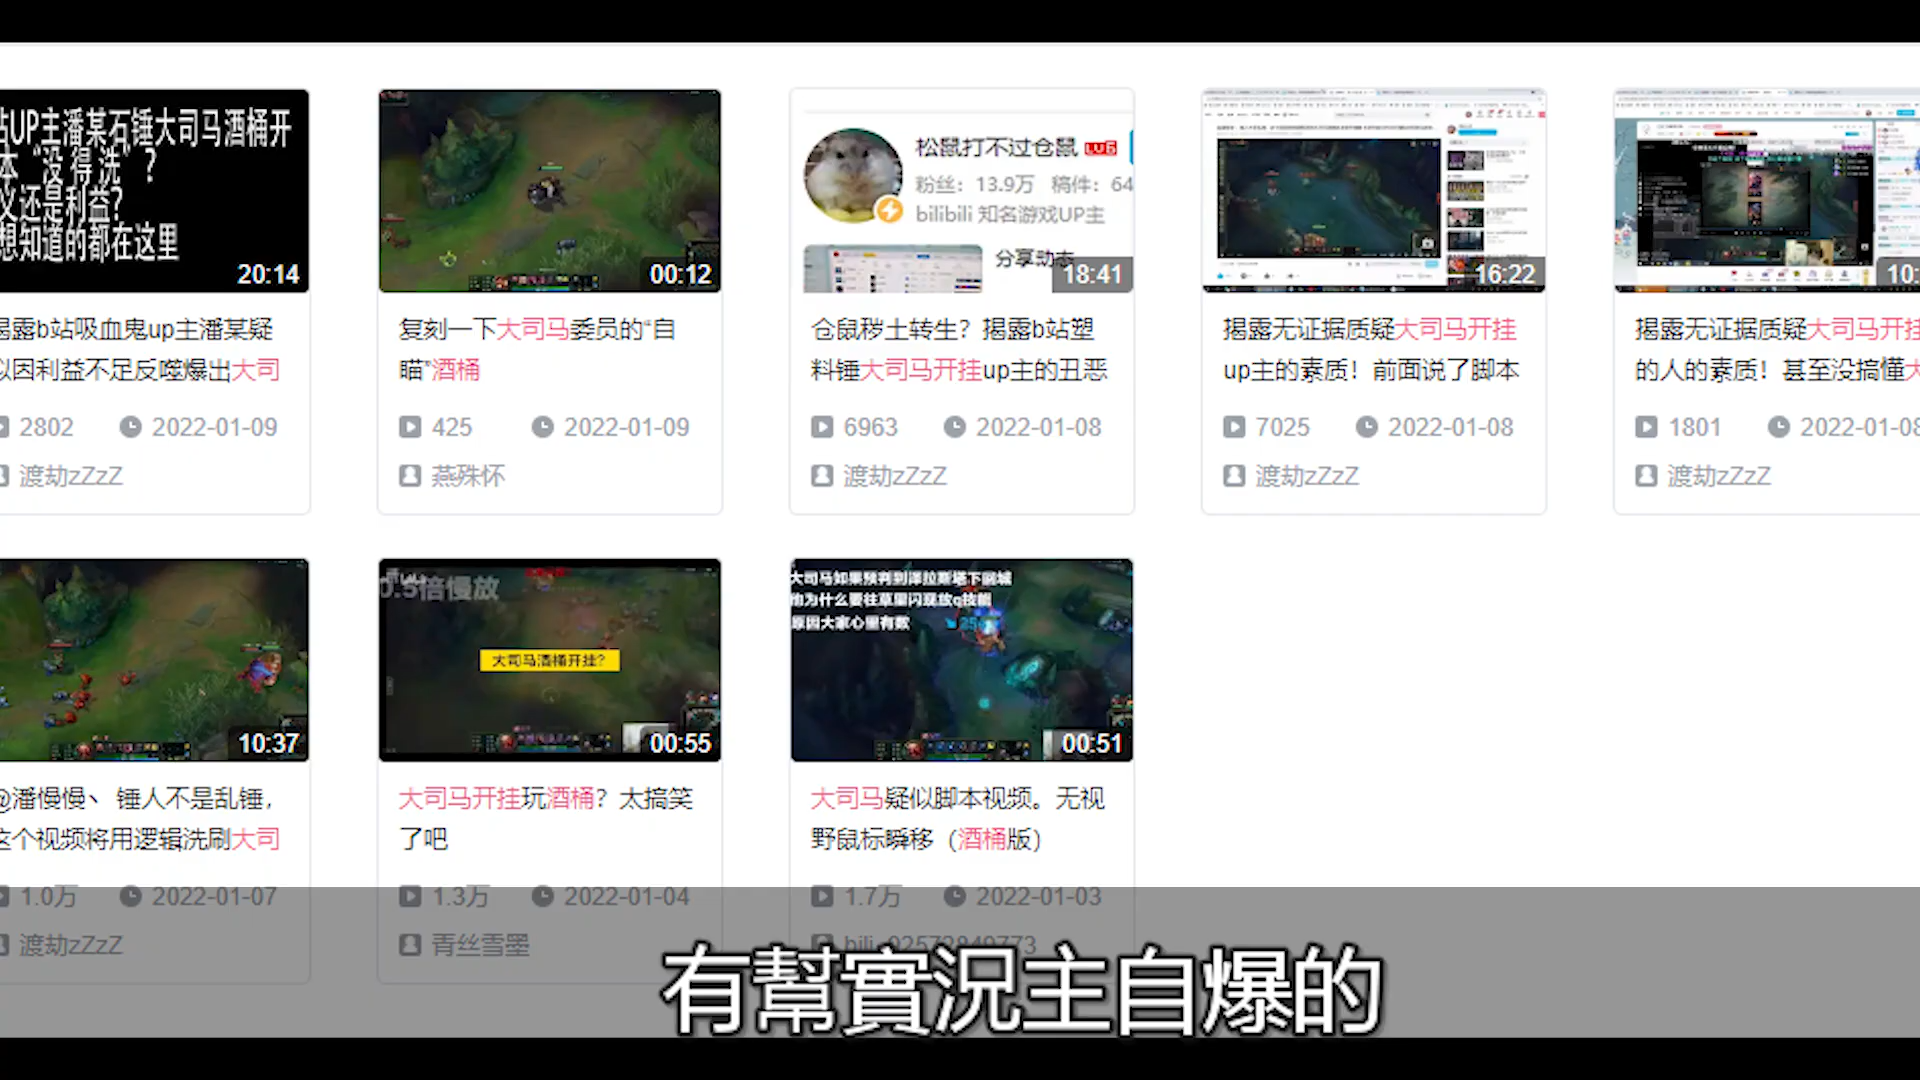 站UP主潘某石锤大司马酒桶开
本“没得洗”？
义还是利益？
想知道的都在这里
20:14
00:12
松鼠打不过仓鼠 LV6
粉丝：13.9万 稿件：64
bilibili 知名游戏UP主
分享动态
18:41
16:22
10:
揭露b站吸血鬼up主潘某疑
以因利益不足反噬爆出大司
2802 2022-01-09
渡劫zZzZ
复刻一下大司马委员的“自
瞄”酒桶
425 2022-01-09
燕殊怀
仓鼠秽土转生？揭露b站塑
料锤大司马开挂up主的丑恶
6963 2022-01-08
渡劫zZzZ
揭露无证据质疑大司马开挂
up主的素质！前面说了脚本
7025 2022-01-08
渡劫zZzZ
揭露无证据质疑大司马开挂
的人的素质！甚至没搞懂大
1801 2022-01-08
渡劫zZzZ
10:37
0.5倍慢放
大司马酒桶开挂？
00:55
大司马如果预判到泽拉斯塔下回城
他为什么要往草里闪现放q技能
原因大家心里有数
00:51
@潘慢慢丶 锤人不是乱锤，
这个视频将用逻辑洗刷大司
1.0万 2022-01-07
渡劫zZzZ
大司马开挂玩酒桶？太搞笑
了吧
1.3万 2022-01-04
青丝雪墨
大司马疑似脚本视频。无视
野鼠标瞬移（酒桶版）
1.7万 2022-01-03
有幫實況主自爆的